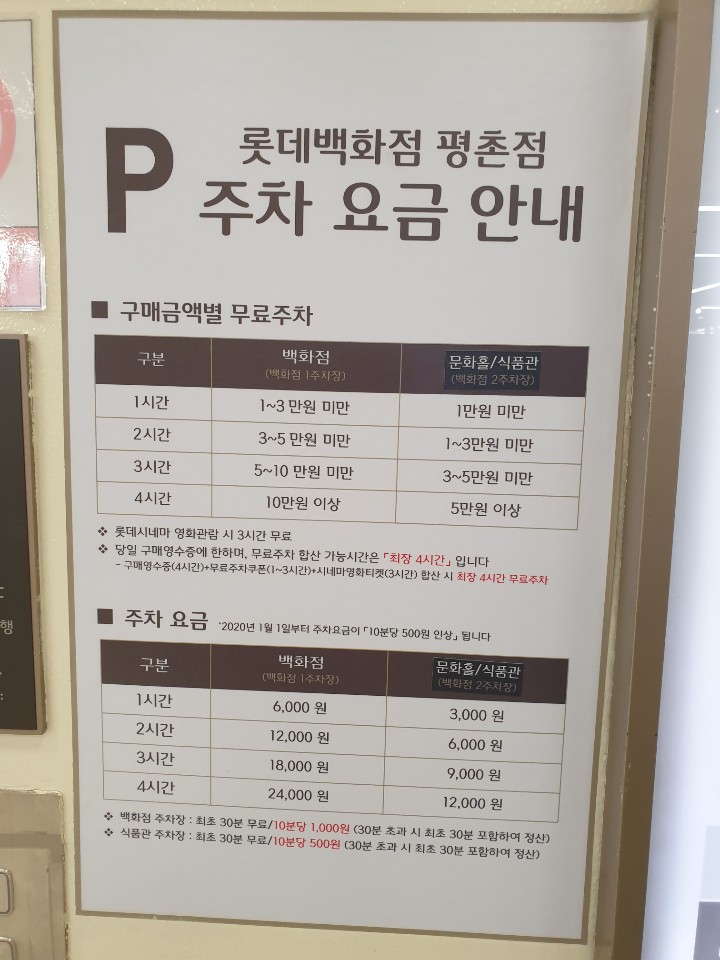 P
롯데백화점 평촌점
주차 요금 안내
■ 구매금액별 무료주차
구분 백화점 (백화점 1주차장) 문화홀/식품관 (백화점 2주차장)
1시간 1~3 만원 미만 1만원 미만
2시간 3~5 만원 미만 1~3만원 미만
3시간 5~10 만원 미만 3~5만원 미만
4시간 10만원 이상 5만원 이상
❖ 롯데시네마 영화관람 시 3시간 무료
❖ 당일 구매영수증에 한하며, 무료주차 합산 가능시간은 「최장 4시간」 입니다
- 구매영수증(4시간)+무료주차쿠폰(1~3시간)+시네마영화티켓(3시간) 합산 시 최장 4시간 무료주차
■ 주차 요금 *2020년 1월 1일부터 주차요금이 「10분당 500원 인상」 됩니다
구분 백화점 (백화점 1주차장) 문화홀/식품관 (백화점 2주차장)
1시간 6,000 원 3,000 원
2시간 12,000 원 6,000 원
3시간 18,000 원 9,000 원
4시간 24,000 원 12,000 원
❖ 백화점 주차장 : 최초 30분 무료/10분당 1,000원 (30분 초과 시 최초 30분 포함하여 정산)
❖ 식품관 주차장 : 최초 30분 무료/10분당 500원 (30분 초과 시 최초 30분 포함하여 정산)
행